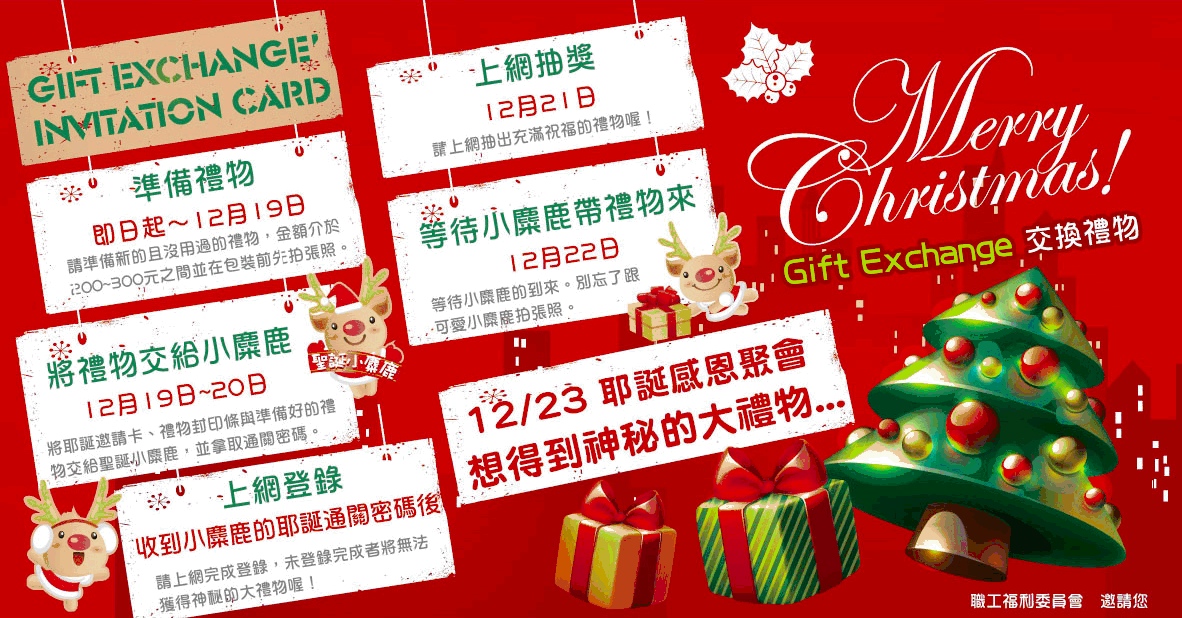 GIFT EXCHANGE'
INVITATION CARD
準備禮物
即日起～12月19日
請準備新的且沒用過的禮物，金額介於
200~300元之間並在包裝前先拍張照。
將禮物交給小麋鹿
12月19日~20日
將耶誕邀請卡、禮物封印條與準備好的禮
物交給聖誕小麋鹿，並拿取通關密碼。
聖誕小麋鹿
上網登錄
收到小麋鹿的耶誕通關密碼後
請上網完成登錄，未登錄完成者將無法
獲得神秘的大禮物喔！
上網抽獎
12月21日
請上網抽出充滿祝福的禮物喔！
等待小麋鹿帶禮物來
12月22日
等待小麋鹿的到來。別忘了跟
可愛小麋鹿拍張照。
12/23 耶誕感恩聚會
想得到神秘的大禮物...
Merry
Christmas!
Gift Exchange 交換禮物
職工福利委員會 邀請您